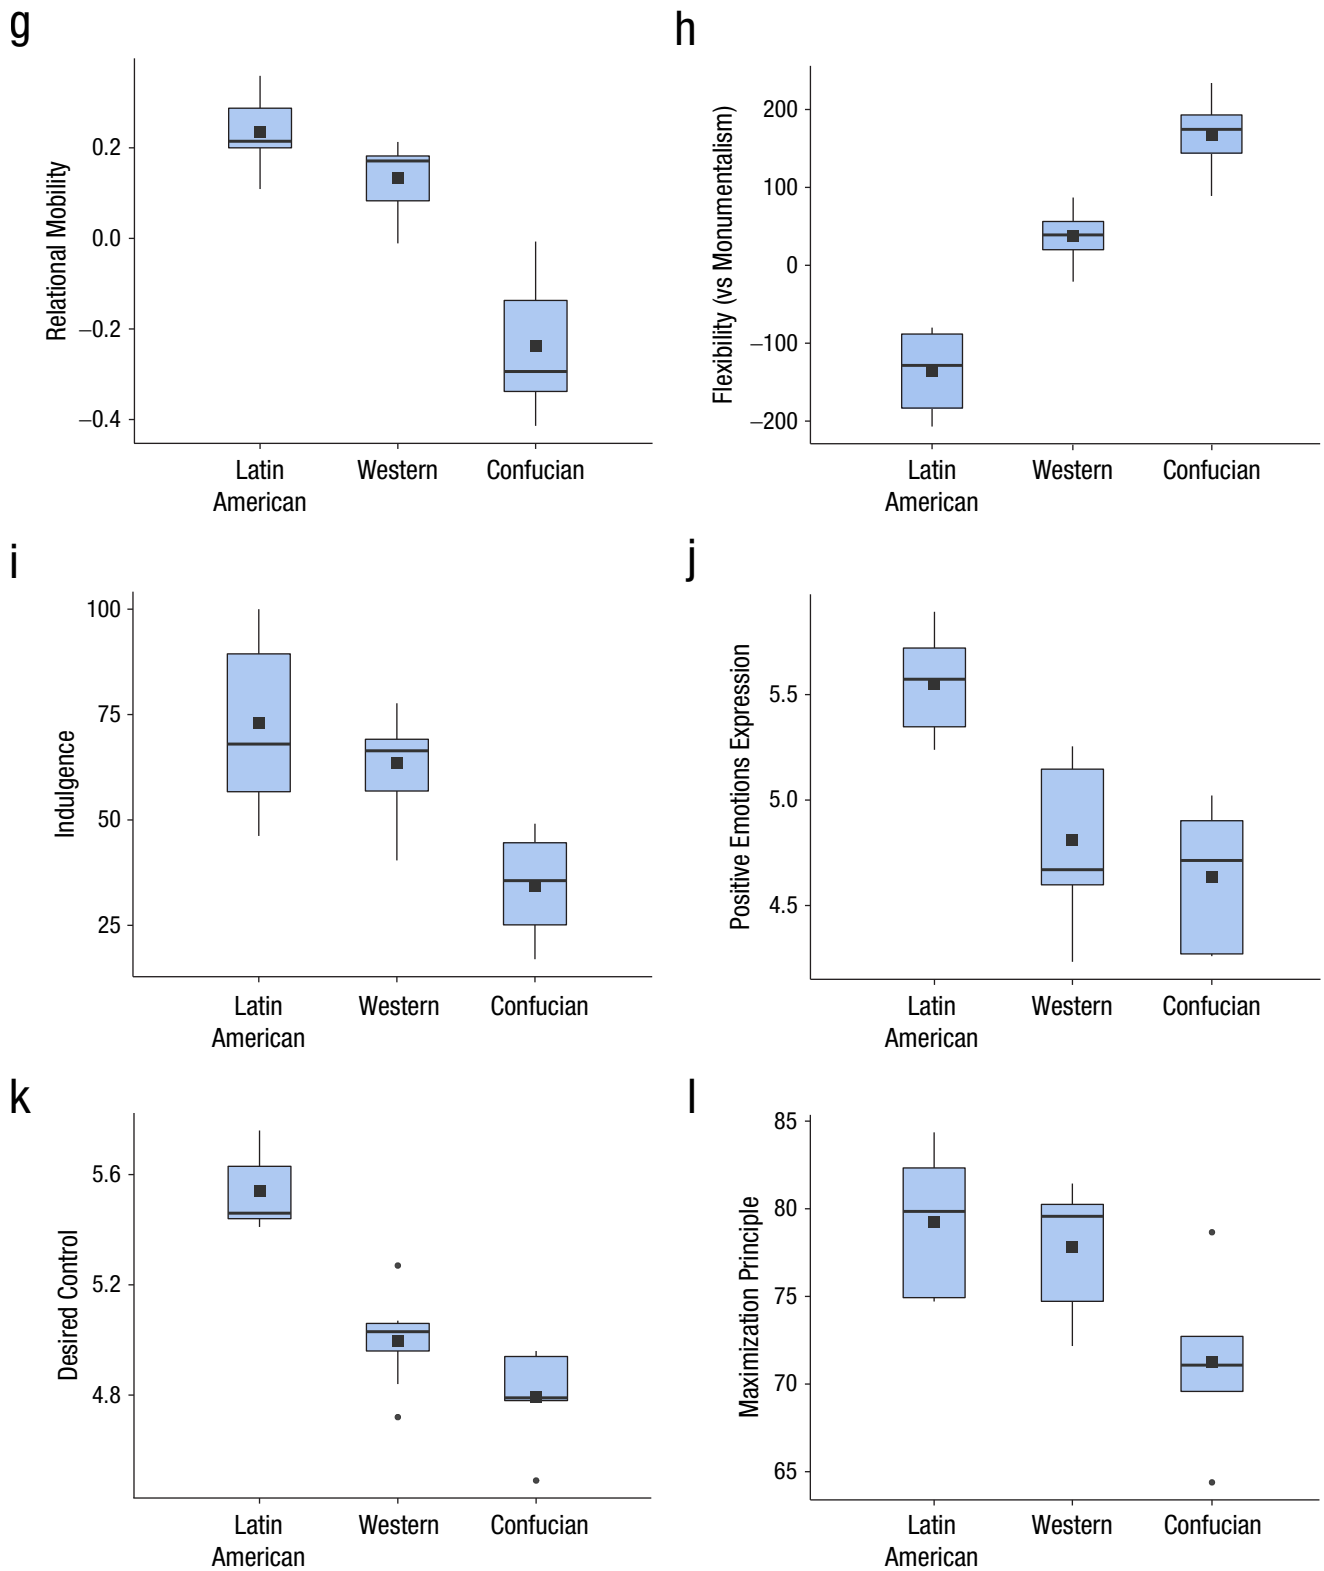 g
Relational Mobility
0.2
0.0
−0.2
−0.4
Latin
American
Western
Confucian
h
Flexibility (vs Monumentalism)
200
100
0
−100
−200
Latin
American
Western
Confucian
i
Indulgence
100
75
50
25
Latin
American
Western
Confucian
j
Positive Emotions Expression
5.5
5.0
4.5
Latin
American
Western
Confucian
k
Desired Control
5.6
5.2
4.8
Latin
American
Western
Confucian
l
Maximization Principle
85
80
75
70
65
Latin
American
Western
Confucian